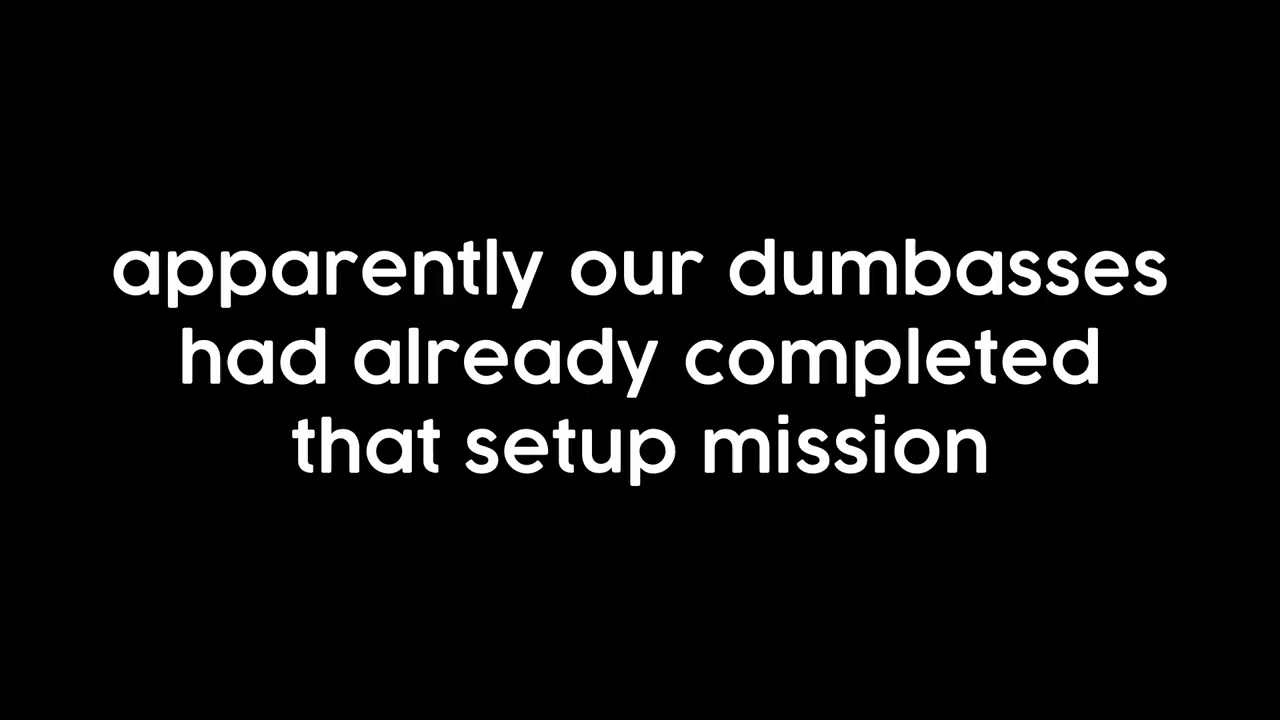 apparently our dumbasses
had already completed
that setup mission